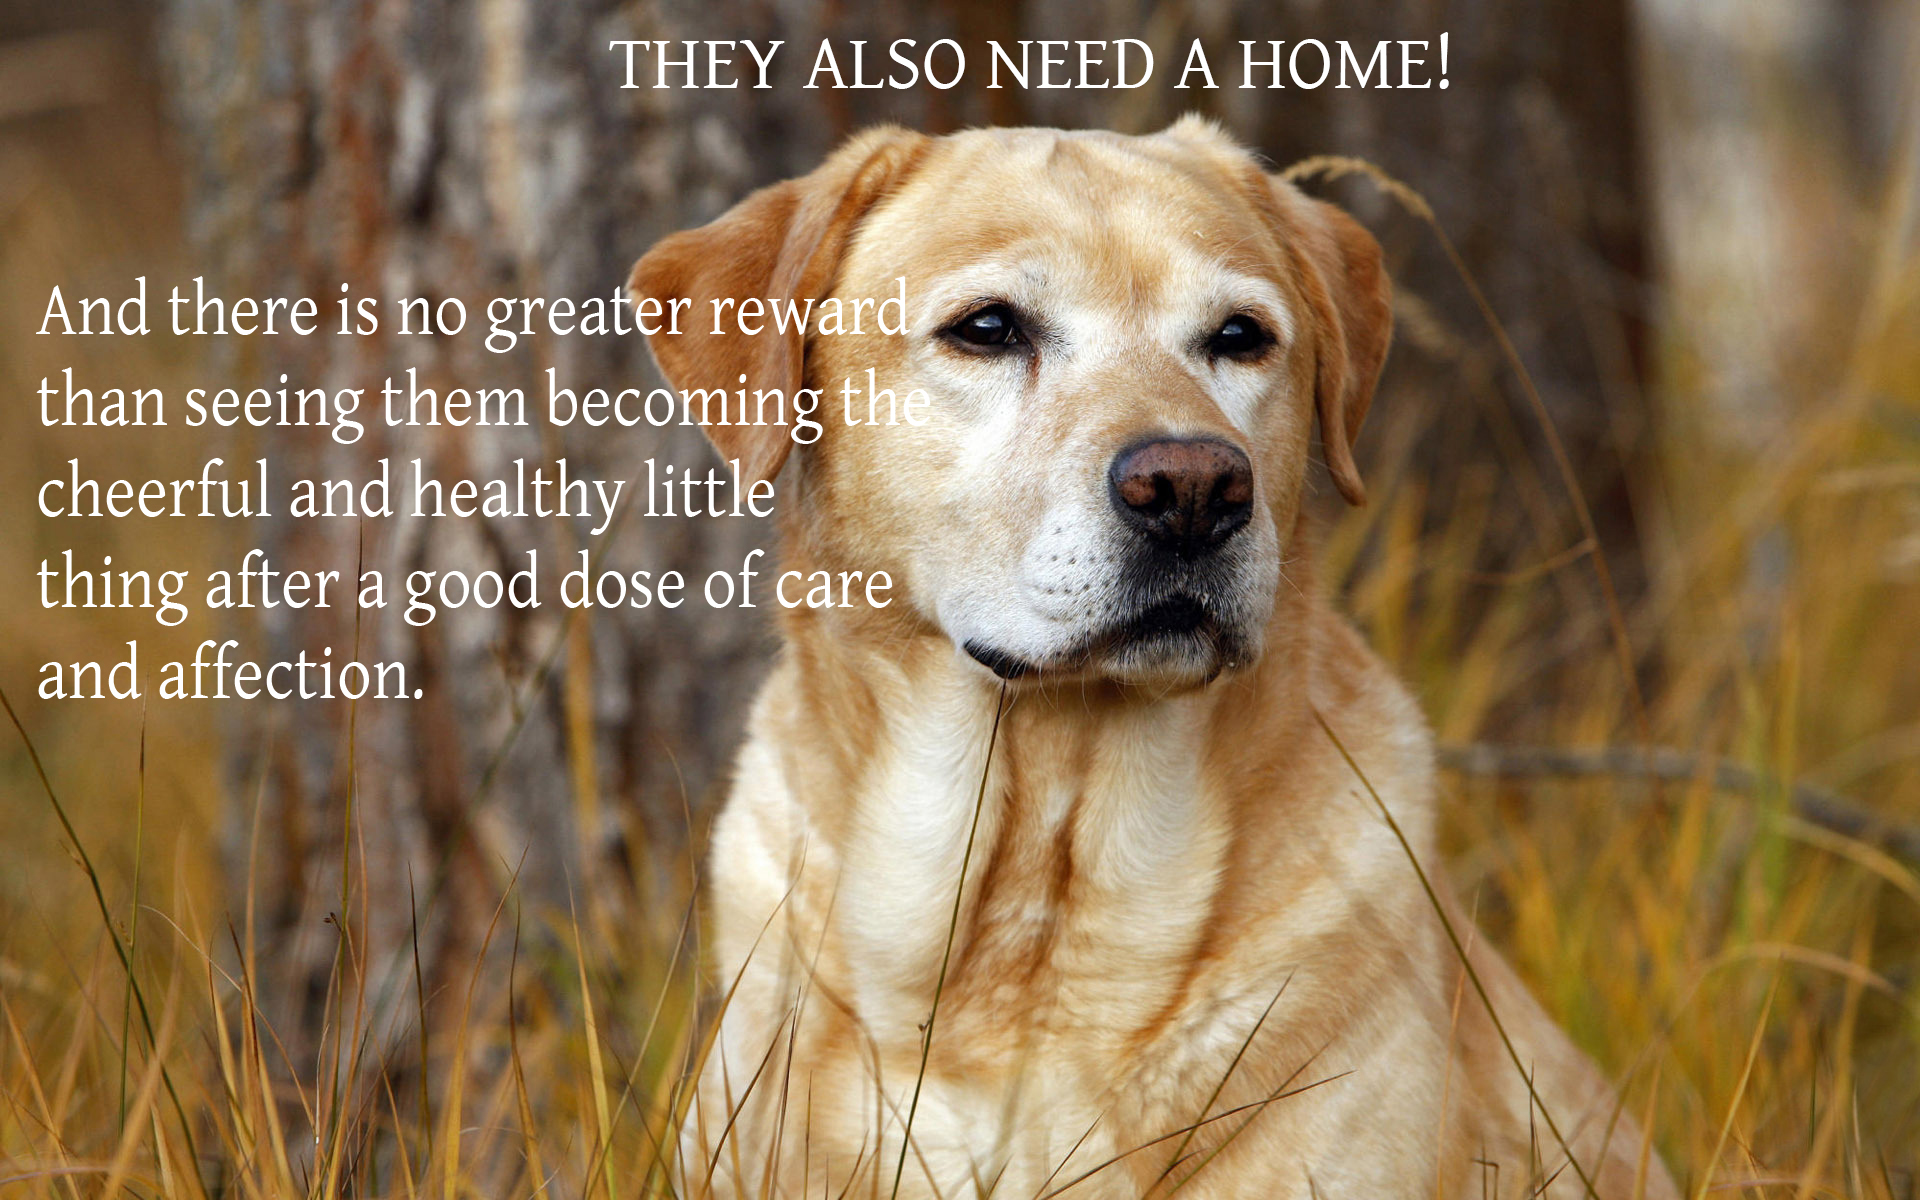 THEY ALSO NEED A HOME!
And there is no greater reward
than seeing them becoming the
cheerful and healthy little
thing after a good dose of care
and affection.